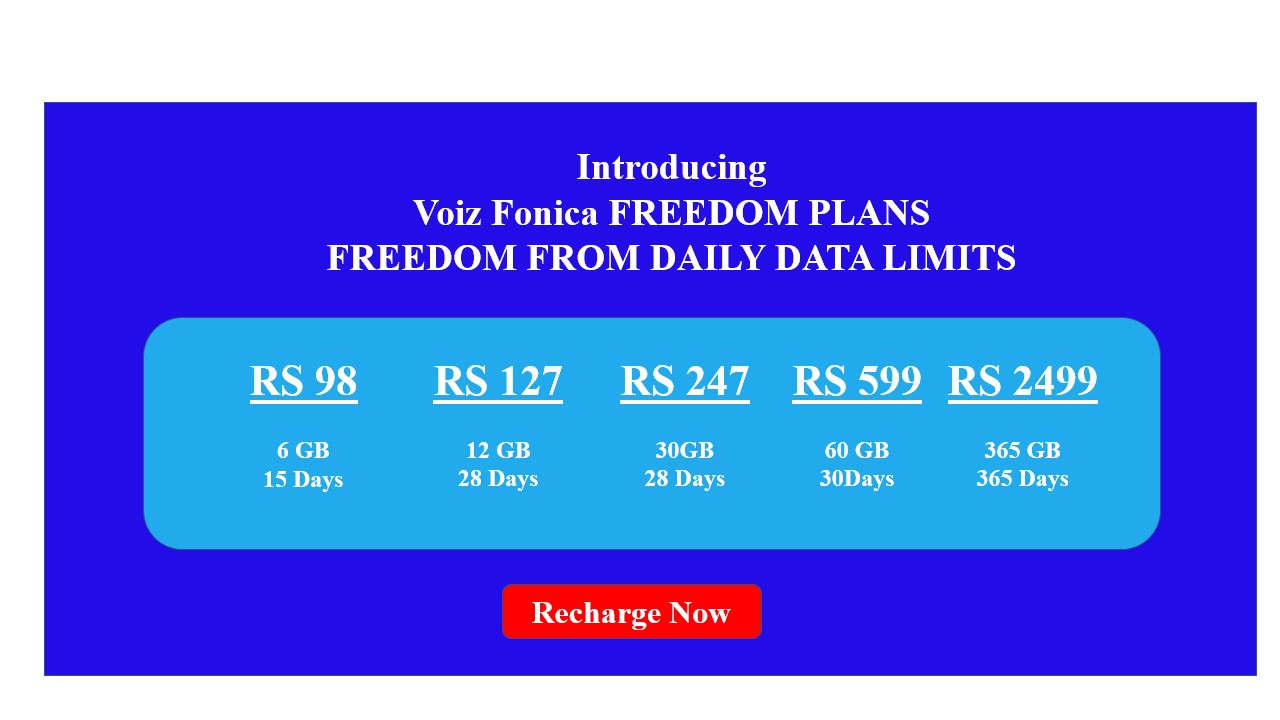 Introducing
Voiz Fonica FREEDOM PLANS
FREEDOM FROM DAILY DATA LIMITS
RS 98 RS 127 RS 247 RS 599 RS 2499
6 GB 12 GB 30GB 60 GB 365 GB
15 Days 28 Days 28 Days 30Days 365 Days
Recharge Now